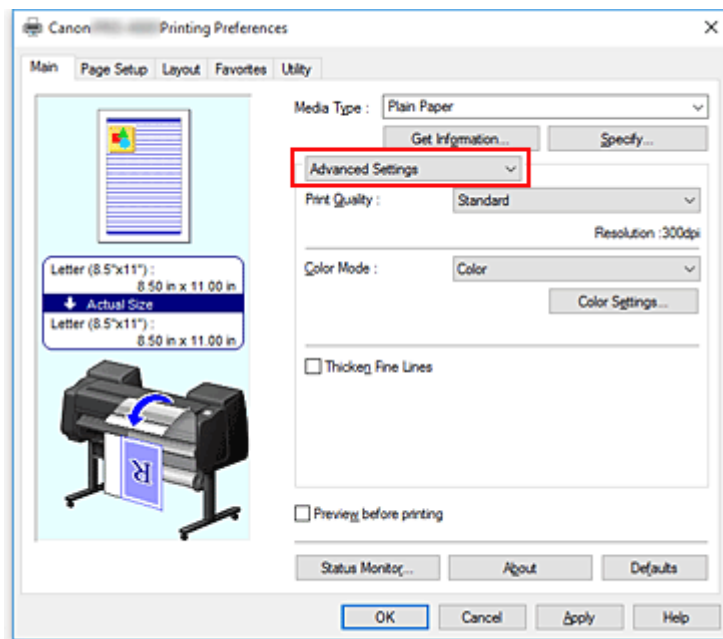 Canon Printing Preferences
Main Page Setup Layout Favorites Utility
Media Type : Plain Paper
Get Information... Specify...
Advanced Settings
Print Quality : Standard
Resolution :300dpi
Color Mode : Color
Color Settings...
Thicken Fine Lines
Letter (8.5"x11") :
8.50 in x 11.00 in
Actual Size
Letter (8.5"x11") :
8.50 in x 11.00 in
R
Preview before printing
Status Monitor... About Defaults
OK Cancel Apply Help